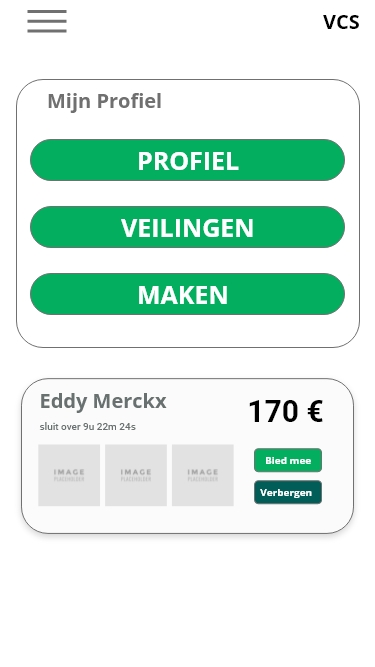 VCS
Mijn Profiel
PROFIEL
VEILINGEN
MAKEN
Eddy Merckx
170 €
sluit over 9u 22m 24s
IMAGE
PLACEHOLDER
IMAGE
PLACEHOLDER
IMAGE
PLACEHOLDER
Bied mee
Verbergen